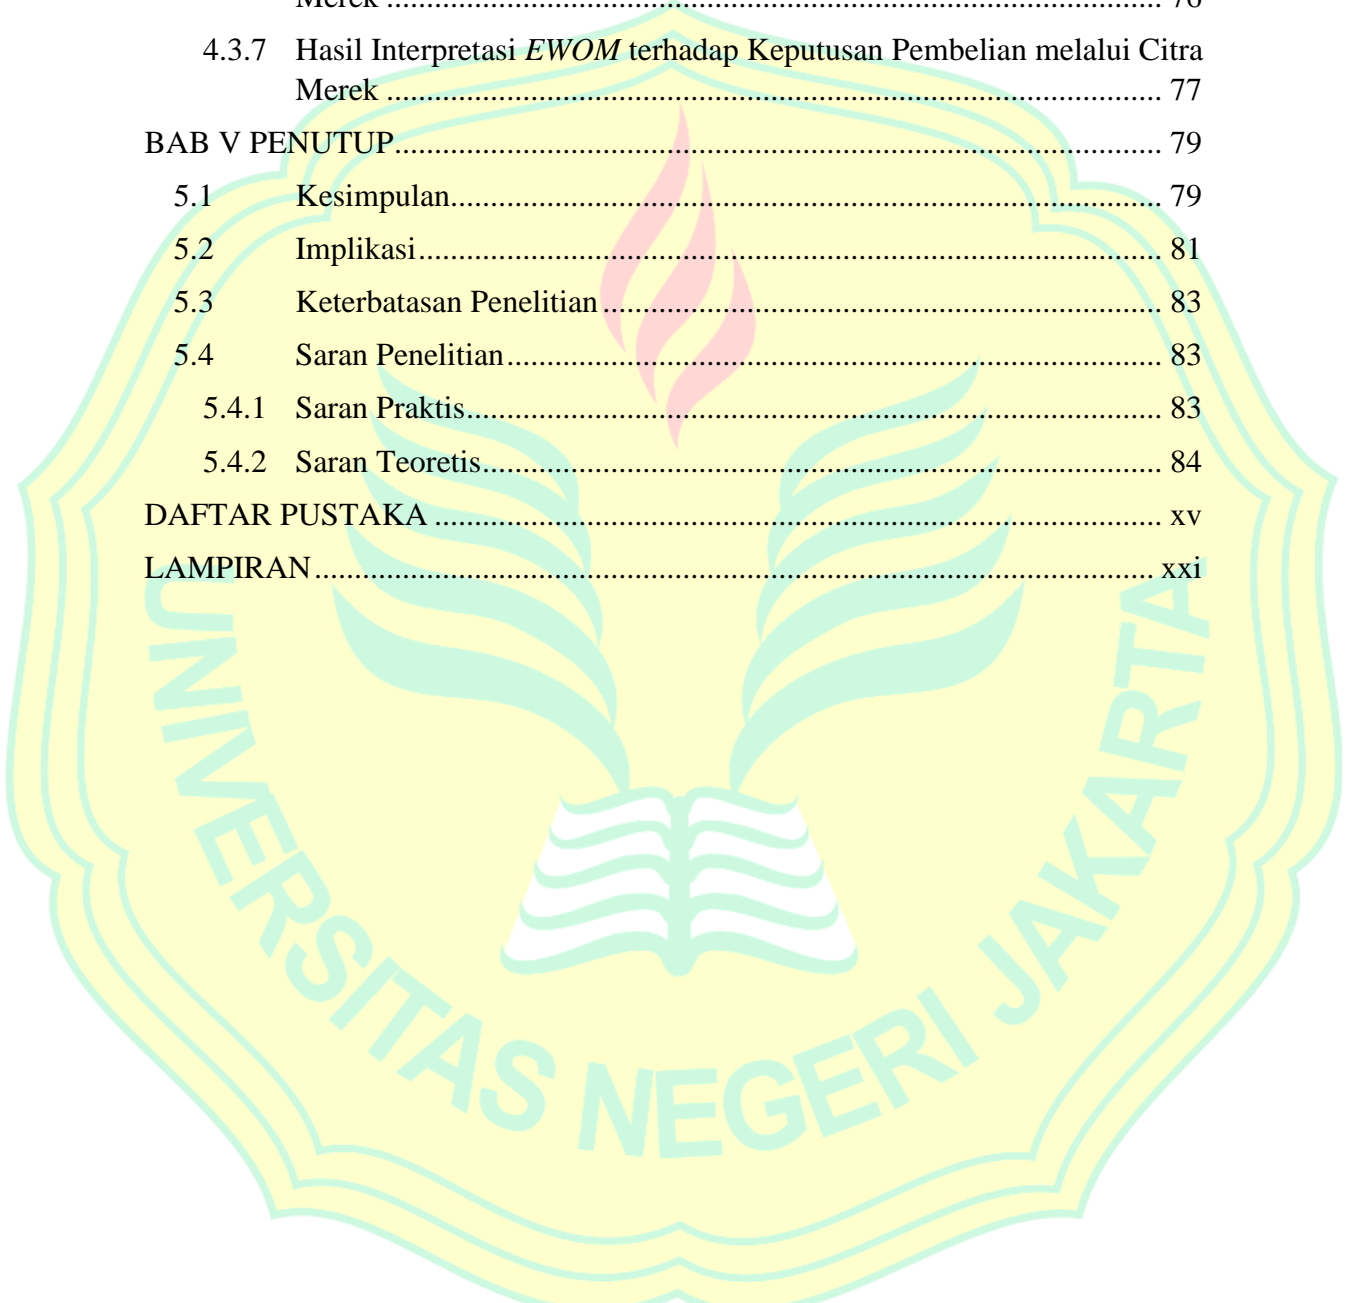 Merek ........................................................................................... 76
4.3.7 Hasil Interpretasi EWOM terhadap Keputusan Pembelian melalui Citra
Merek ........................................................................................... 77
BAB V PENUTUP........................................................................................ 79
5.1 Kesimpulan................................................................................... 79
5.2 Implikasi....................................................................................... 81
5.3 Keterbatasan Penelitian ................................................................ 83
5.4 Saran Penelitian ............................................................................ 83
5.4.1 Saran Praktis................................................................................. 83
5.4.2 Saran Teoretis............................................................................... 84
DAFTAR PUSTAKA .................................................................................... xv
LAMPIRAN .................................................................................................. xxi
UNIVERSITAS NEGERI JAKARTA